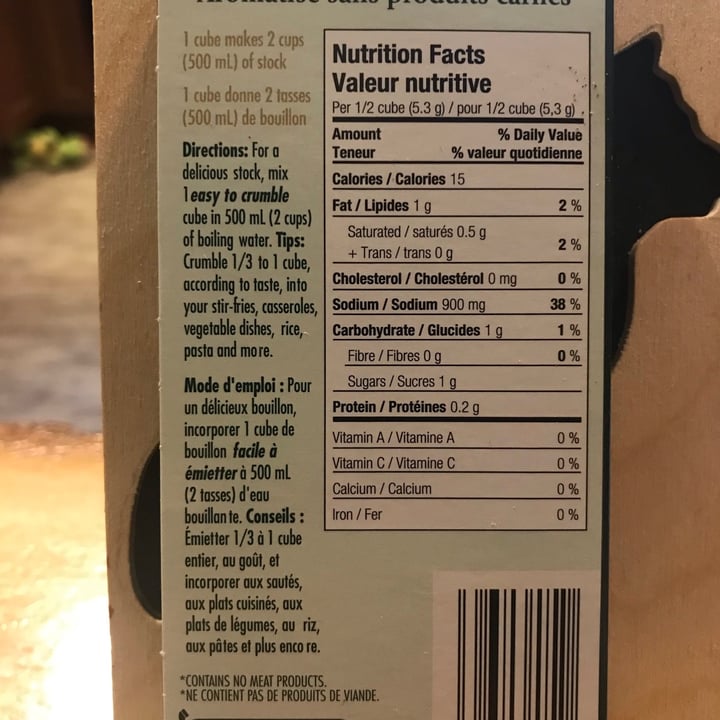 Aromatisé sans produits carnés
1 cube makes 2 cups
(500 mL) of stock
1 cube donne 2 tasses
(500 mL) de bouillon
Directions: For a
delicious stock, mix
1 easy to crumble
cube in 500 mL (2 cups)
of boiling water. Tips:
Crumble 1/3 to 1 cube,
according to taste, into
your stir-fries, casseroles,
vegetable dishes, rice,
pasta and more.
Mode d'emploi : Pour
un délicieux bouillon,
incorporer 1 cube de
bouillon facile à
émietter à 500 mL
(2 tasses) d'eau
bouillante. Conseils :
Émietter 1/3 à 1 cube
entier, au goût, et
incorporer aux sautés,
aux plats cuisinés, aux
plats de légumes, au riz,
aux pâtes et plus encore.
*CONTAINS NO MEAT PRODUCTS.
*NE CONTIENT PAS DE PRODUITS DE VIANDE.
Nutrition Facts
Valeur nutritive
Per 1/2 cube (5.3 g) / pour 1/2 cube (5,3 g)
Amount % Daily Value
Teneur % valeur quotidienne
Calories / Calories 15
Fat / Lipides 1 g 2 %
Saturated / saturés 0.5 g
+ Trans / trans 0 g 2 %
Cholesterol / Cholestérol 0 mg 0 %
Sodium / Sodium 900 mg 38 %
Carbohydrate / Glucides 1 g 1 %
Fibre / Fibres 0 g 0 %
Sugars / Sucres 1 g
Protein / Protéines 0.2 g
Vitamin A / Vitamine A 0 %
Vitamin C / Vitamine C 0 %
Calcium / Calcium 0 %
Iron / Fer 0 %